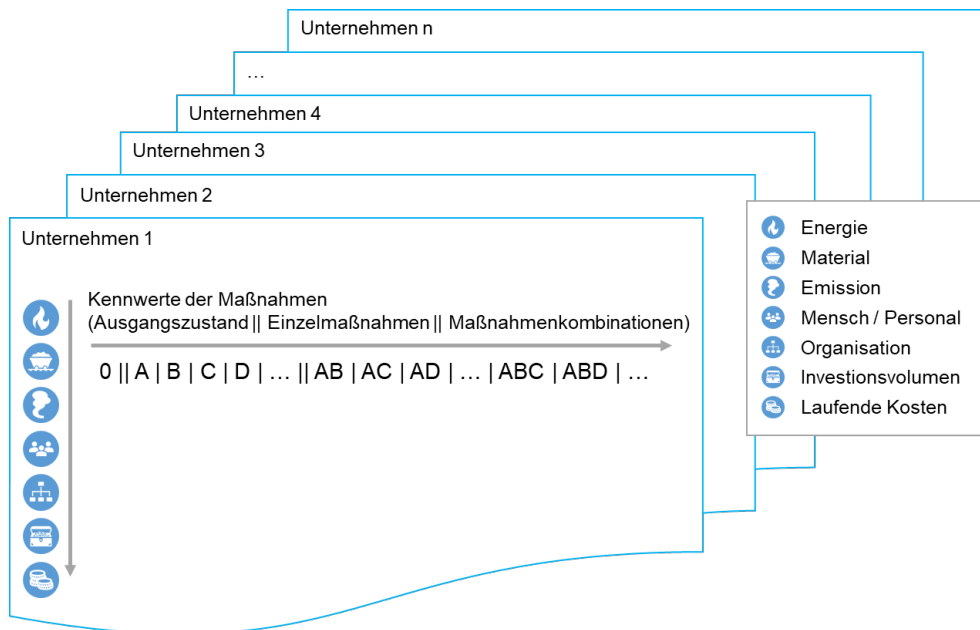 Unternehmen n
…
Unternehmen 4
Unternehmen 3
Unternehmen 2
Unternehmen 1
Kennwerte der Maßnahmen
(Ausgangszustand || Einzelmaßnahmen || Maßnahmenkombinationen)
0 || A | B | C | D | … || AB | AC | AD | … | ABC | ABD | …
Energie
Material
Emission
Mensch / Personal
Organisation
Investionsvolumen
Laufende Kosten